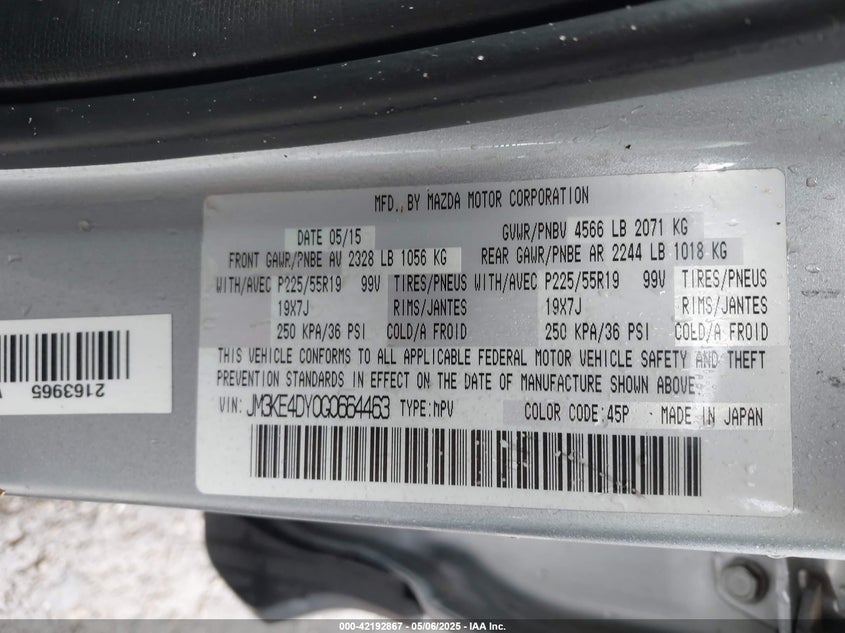 MFD. BY MAZDA MOTOR CORPORATION
DATE 05/15 GVWR/PNBV 4566 LB 2071 KG
FRONT GAWR/PNBE AV 2328 LB 1056 KG REAR GAWR/PNBE AR 2244 LB 1018 KG
WITH/AVEC P225/55R19 99V TIRES/PNEUS WITH/AVEC P225/55R19 99V TIRES/PNEUS
19X7J RIMS/JANTES 19X7J RIMS/JANTES
250 KPA/36 PSI COLD/A FROID 250 KPA/36 PSI COLD/A FROID
THIS VEHICLE CONFORMS TO ALL APPLICABLE FEDERAL MOTOR VEHICLE SAFETY AND THEFT
PREVENTION STANDARDS IN EFFECT ON THE DATE OF MANUFACTURE SHOWN ABOVE.
VIN: JM3KE4DY0G0664463 TYPE:MPV COLOR CODE:45P MADE IN JAPAN
2163965
000-42192867 - 05/06/2025 - IAA Inc.